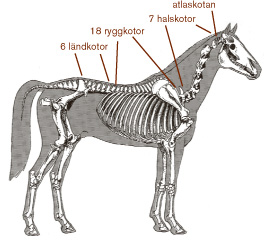 atlaskotan
7 halskotor
18 ryggkotor
6 ländkotor